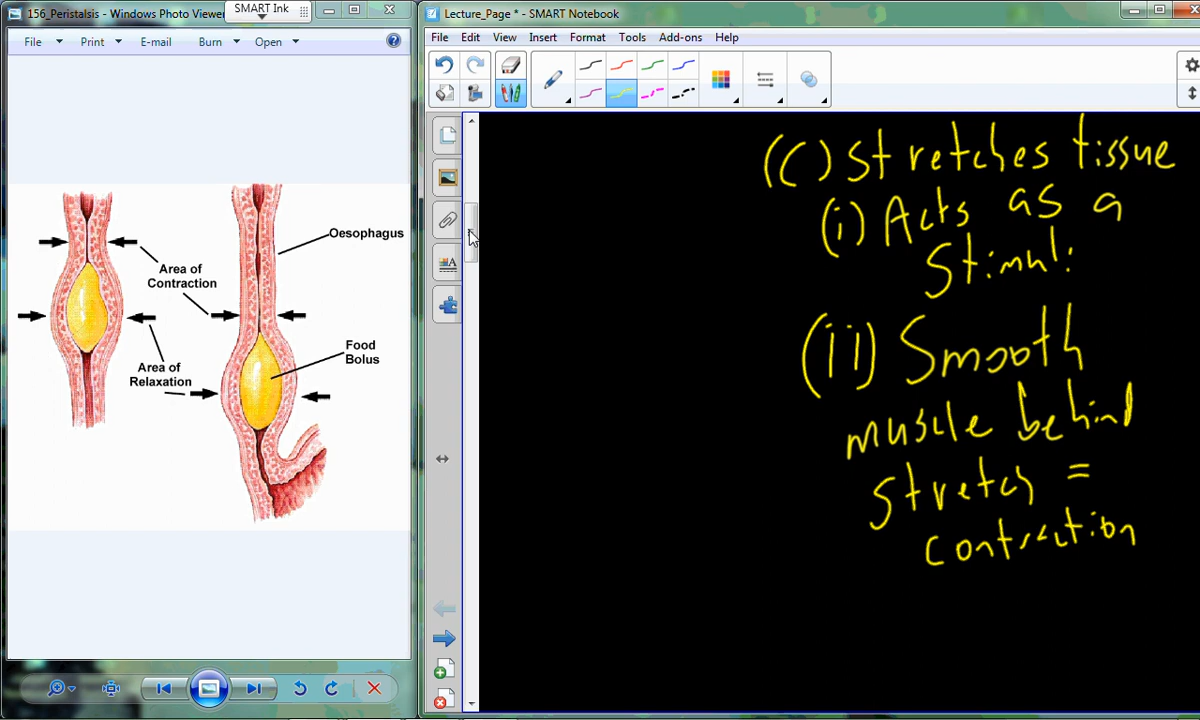 156_Peristalsis - Windows Photo Viewer
SMART Ink
File Print E-mail Burn Open
Oesophagus
Area of
Contraction
Food
Bolus
Area of
Relaxation
Lecture_Page * - SMART Notebook
File Edit View Insert Format Tools Add-ons Help
(C) Stretches tissue
(i) Acts as a
Stimuli
(ii) Smooth
muscle behind
stretch =
contraction